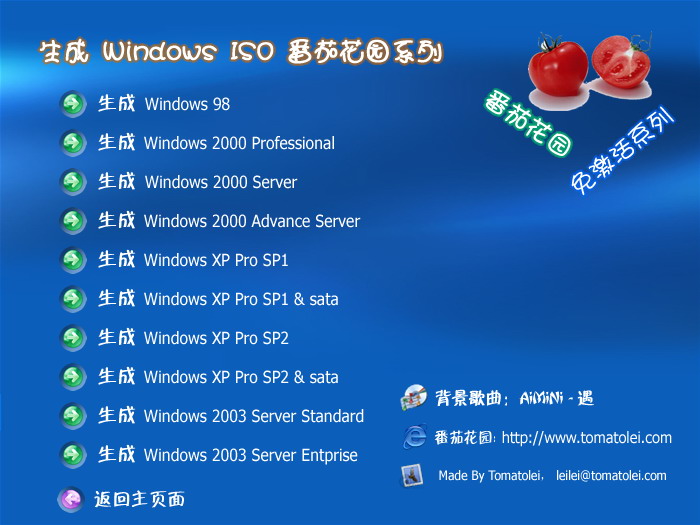 生成 Windows ISO 番茄花园系列
番茄花园
免激活系列
生成 Windows 98
生成 Windows 2000 Professional
生成 Windows 2000 Server
生成 Windows 2000 Advance Server
生成 Windows XP Pro SP1
生成 Windows XP Pro SP1 & sata
生成 Windows XP Pro SP2
生成 Windows XP Pro SP2 & sata
生成 Windows 2003 Server Standard
生成 Windows 2003 Server Entprise
返回主页面
背景歌曲：AiMiNi - 遇
番茄花园: http://www.tomatolei.com
Made By Tomatolei， leilei@tomatolei.com